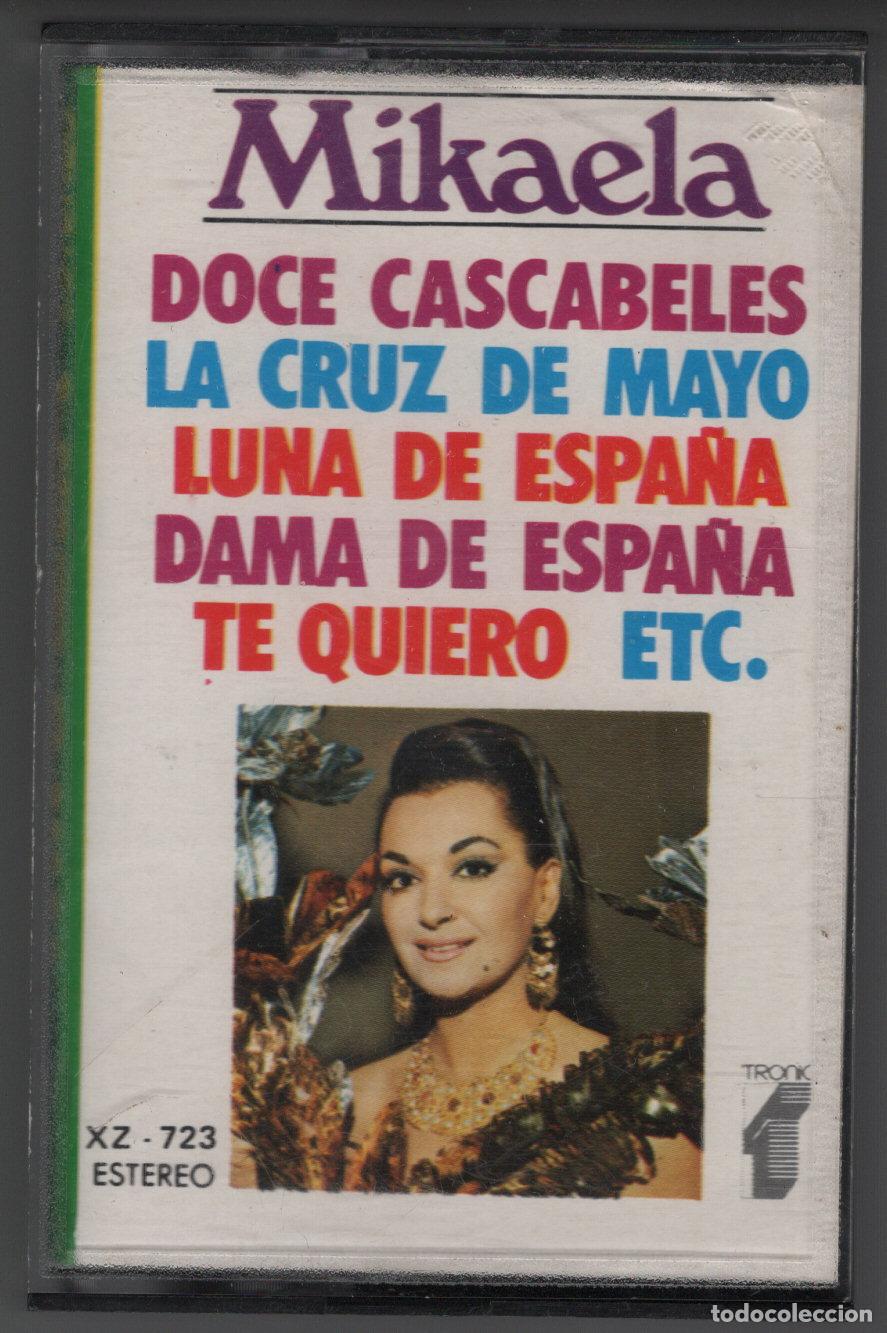 Mikaela
DOCE CASCABELES
LA CRUZ DE MAYO
LUNA DE ESPAÑA
DAMA DE ESPAÑA
TE QUIERO ETC.
TRONIC
XZ - 723
ESTEREO
todocoleccion